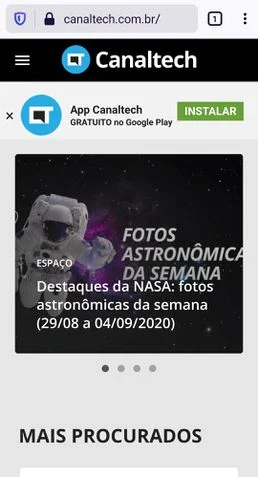 canaltech.com.br/
1
Canaltech
App Canaltech
GRATUITO no Google Play
INSTALAR
FOTOS
ASTRONÔMICA
DA SEMANA
ESPAÇO
Destaques da NASA: fotos
astronômicas da semana
(29/08 a 04/09/2020)
MAIS PROCURADOS